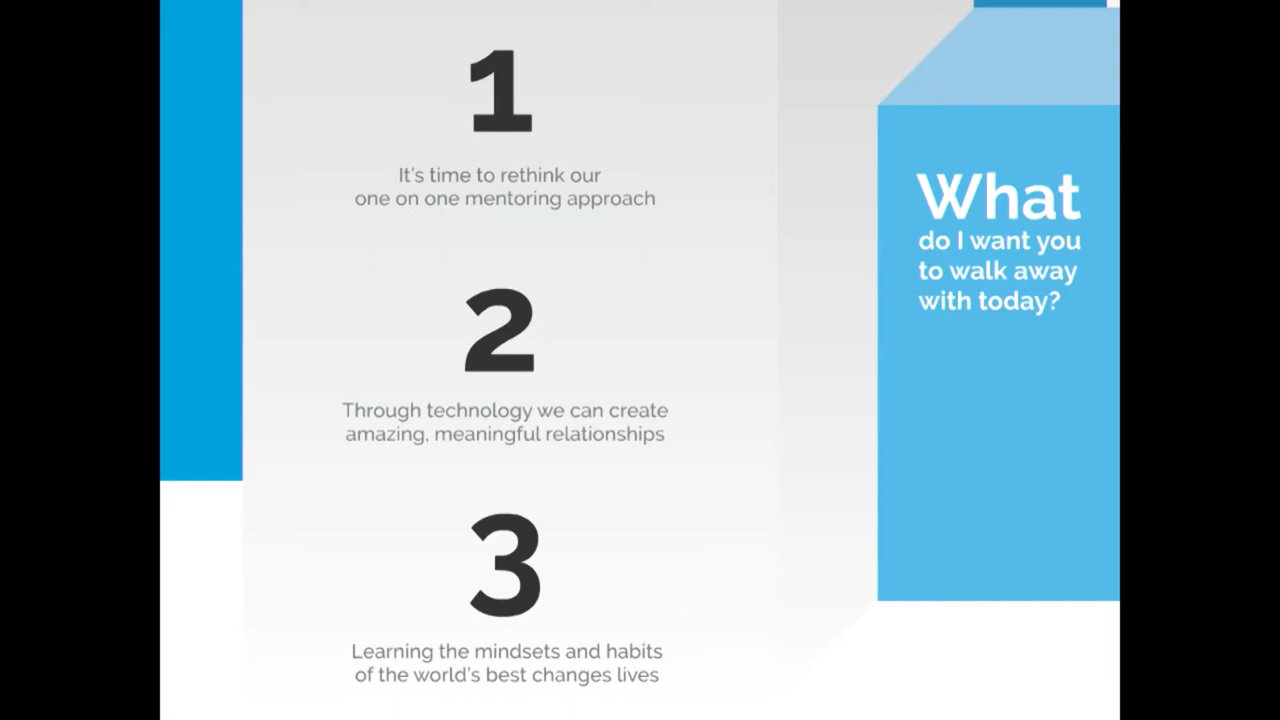 1
It's time to rethink our
one on one mentoring approach
2
Through technology we can create
amazing, meaningful relationships
3
Learning the mindsets and habits
of the world's best changes lives
What
do I want you
to walk away
with today?